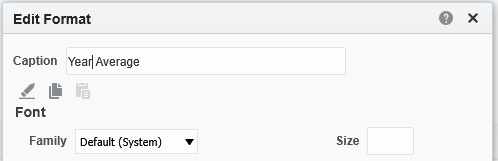 Edit Format
Caption Year Average
Font
Family Default (System) Size